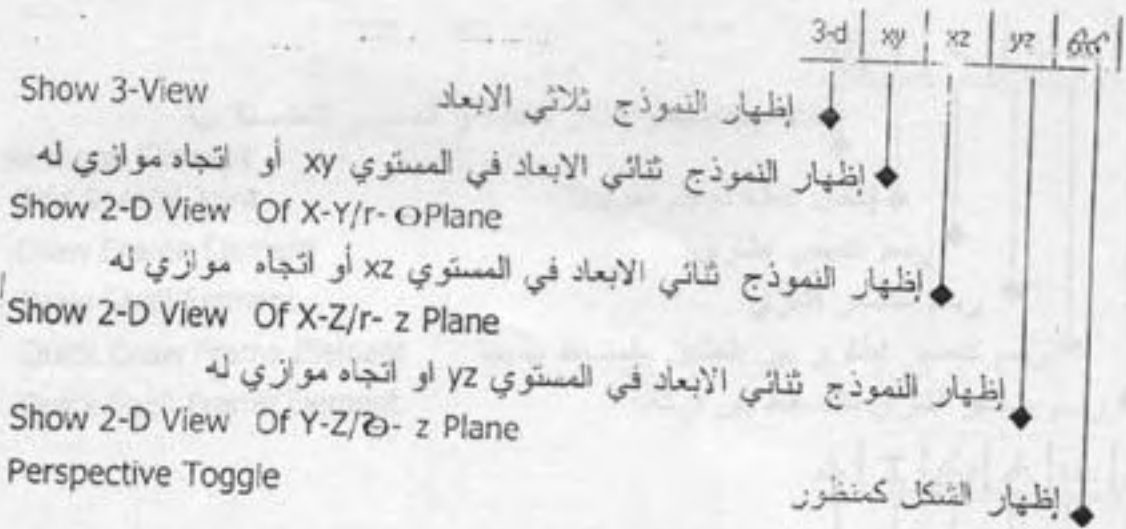 3-d xy xz yz
Show 3-View إظهار النموذج ثلاثي الابعاد
إظهار النموذج ثنائي الابعاد في المستوي xy أو اتجاه موازي له
Show 2-D View Of X-Y/r- Θ Plane
إظهار النموذج ثنائي الابعاد في المستوي xz أو اتجاه موازي له
Show 2-D View Of X-Z/r- z Plane
إظهار النموذج ثنائي الابعاد في المستوي yz او اتجاه موازي له
Show 2-D View Of Y-Z/Θ- z Plane
Perspective Toggle
إظهار الشكل كمنظور